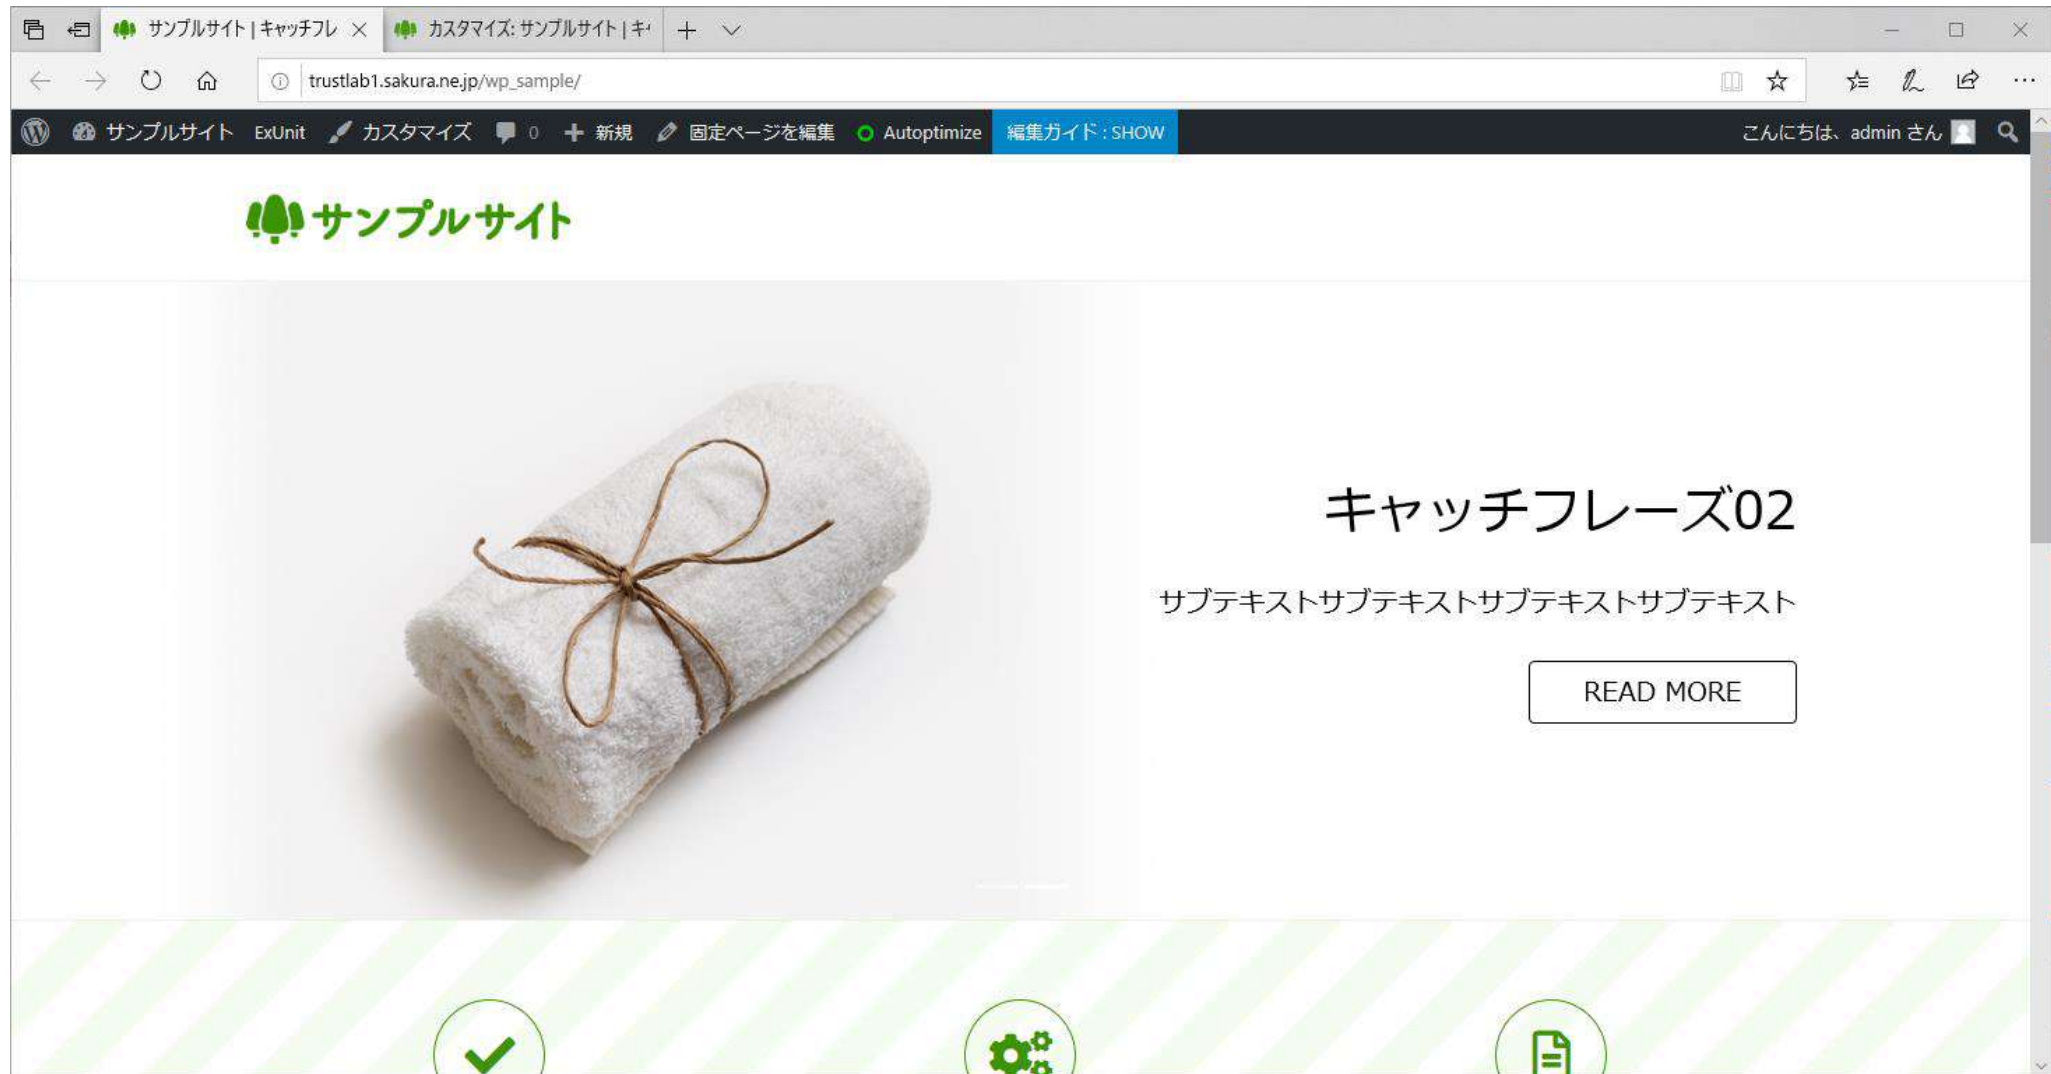 サンプルサイト | キャッチフレ
カスタマイズ: サンプルサイト | キャ
trustlab1.sakura.ne.jp/wp_sample/
サンプルサイト ExUnit カスタマイズ 0 新規 固定ページを編集 Autoptimize 編集ガイド : SHOW こんにちは、admin さん
サンプルサイト
キャッチフレーズ02
サブテキストサブテキストサブテキストサブテキスト
READ MORE